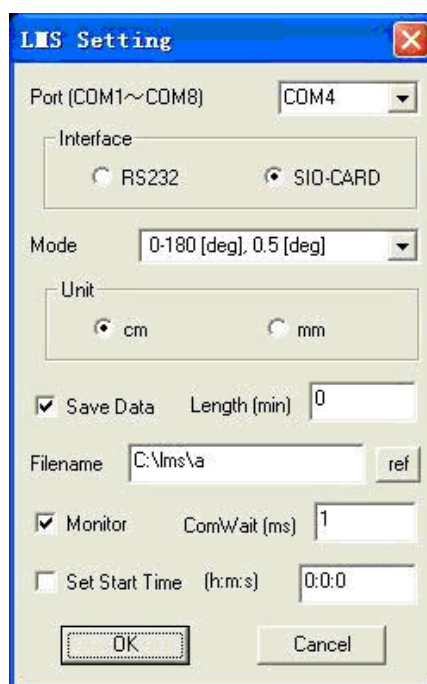 LMS Setting
Port (COM1～COM8) COM4
Interface
RS232 SIO-CARD
Mode 0-180 [deg], 0.5 [deg]
Unit
cm mm
Save Data Length (min) 0
Filename C:\lms\a ref
Monitor ComWait (ms) 1
Set Start Time (h:m:s) 0:0:0
OK Cancel